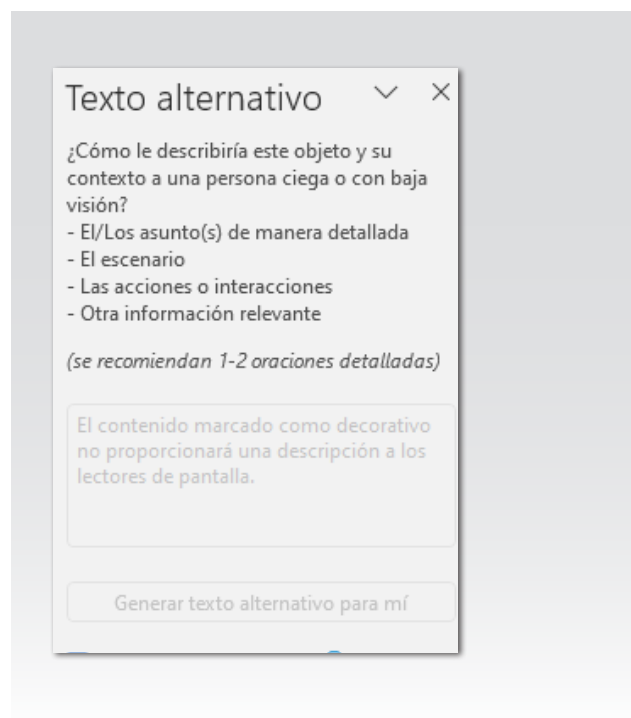 Texto alternativo
¿Cómo le describiría este objeto y su
contexto a una persona ciega o con baja
visión?
- El/Los asunto(s) de manera detallada
- El escenario
- Las acciones o interacciones
- Otra información relevante
(se recomiendan 1-2 oraciones detalladas)
El contenido marcado como decorativo
no proporcionará una descripción a los
lectores de pantalla.
Generar texto alternativo para mí